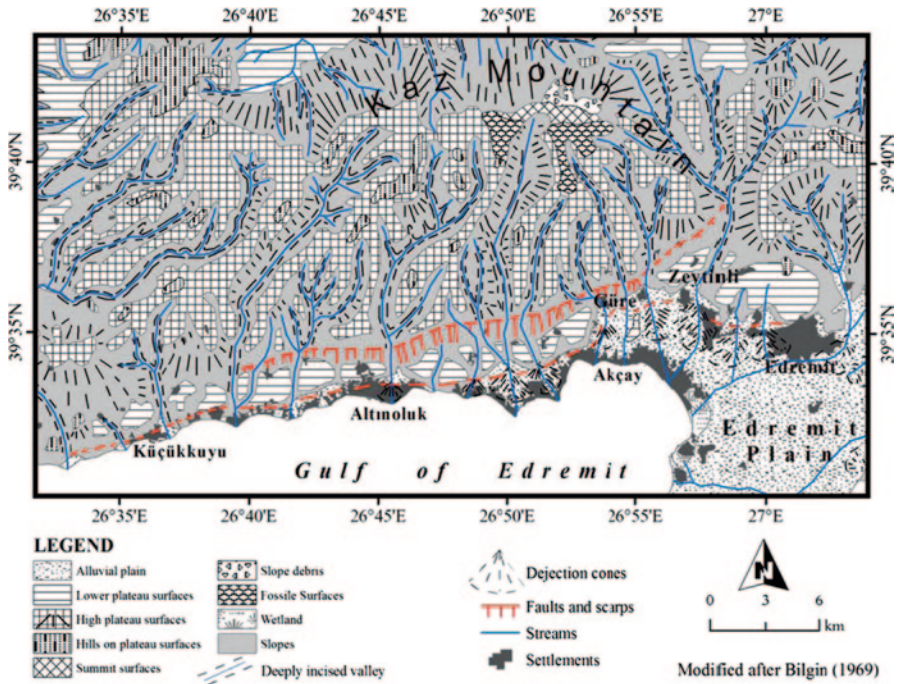 26°35'E 26°40'E 26°45'E 26°50'E 26°55'E 27°E
Kaz Mountain
39°40'N 39°40'N
Zeytinli
Güre
39°35'N 39°35'N
Edremit
Akçay
Altınoluk
Edremit
Plain
Küçükkuyu
Gulf of Edremit
26°35'E 26°40'E 26°45'E 26°50'E 26°55'E 27°E
LEGEND
Alluvial plain
Lower plateau surfaces
High plateau surfaces
Hills on plateau surfaces
Summit surfaces
Slope debris
Fossile Surfaces
Wetland
Slopes
Deeply incised valley
Dejection cones
Faults and scarps
Streams
Settlements
N
0 3 6
km
Modified after Bilgin (1969)